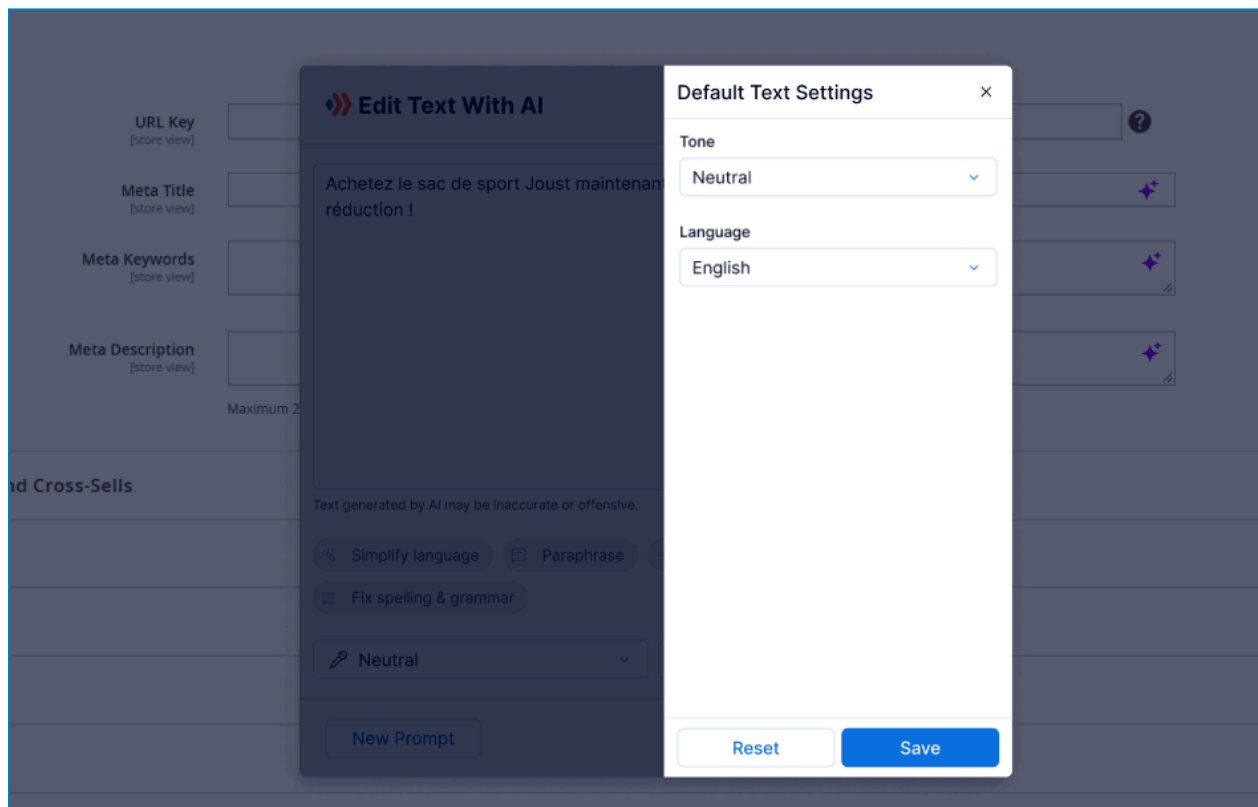 URL Key
[store view]
Meta Title
[store view]
Meta Keywords
[store view]
Meta Description
[store view]
Maximum 2
nd Cross-Sells
Edit Text With AI
Achetez le sac de sport Joust maintenant
réduction !
Text generated by AI may be inaccurate or offensive.
Simplify language
Paraphrase
Fix spelling & grammar
Neutral
New Prompt
Default Text Settings
Tone
Neutral
Language
English
Reset
Save